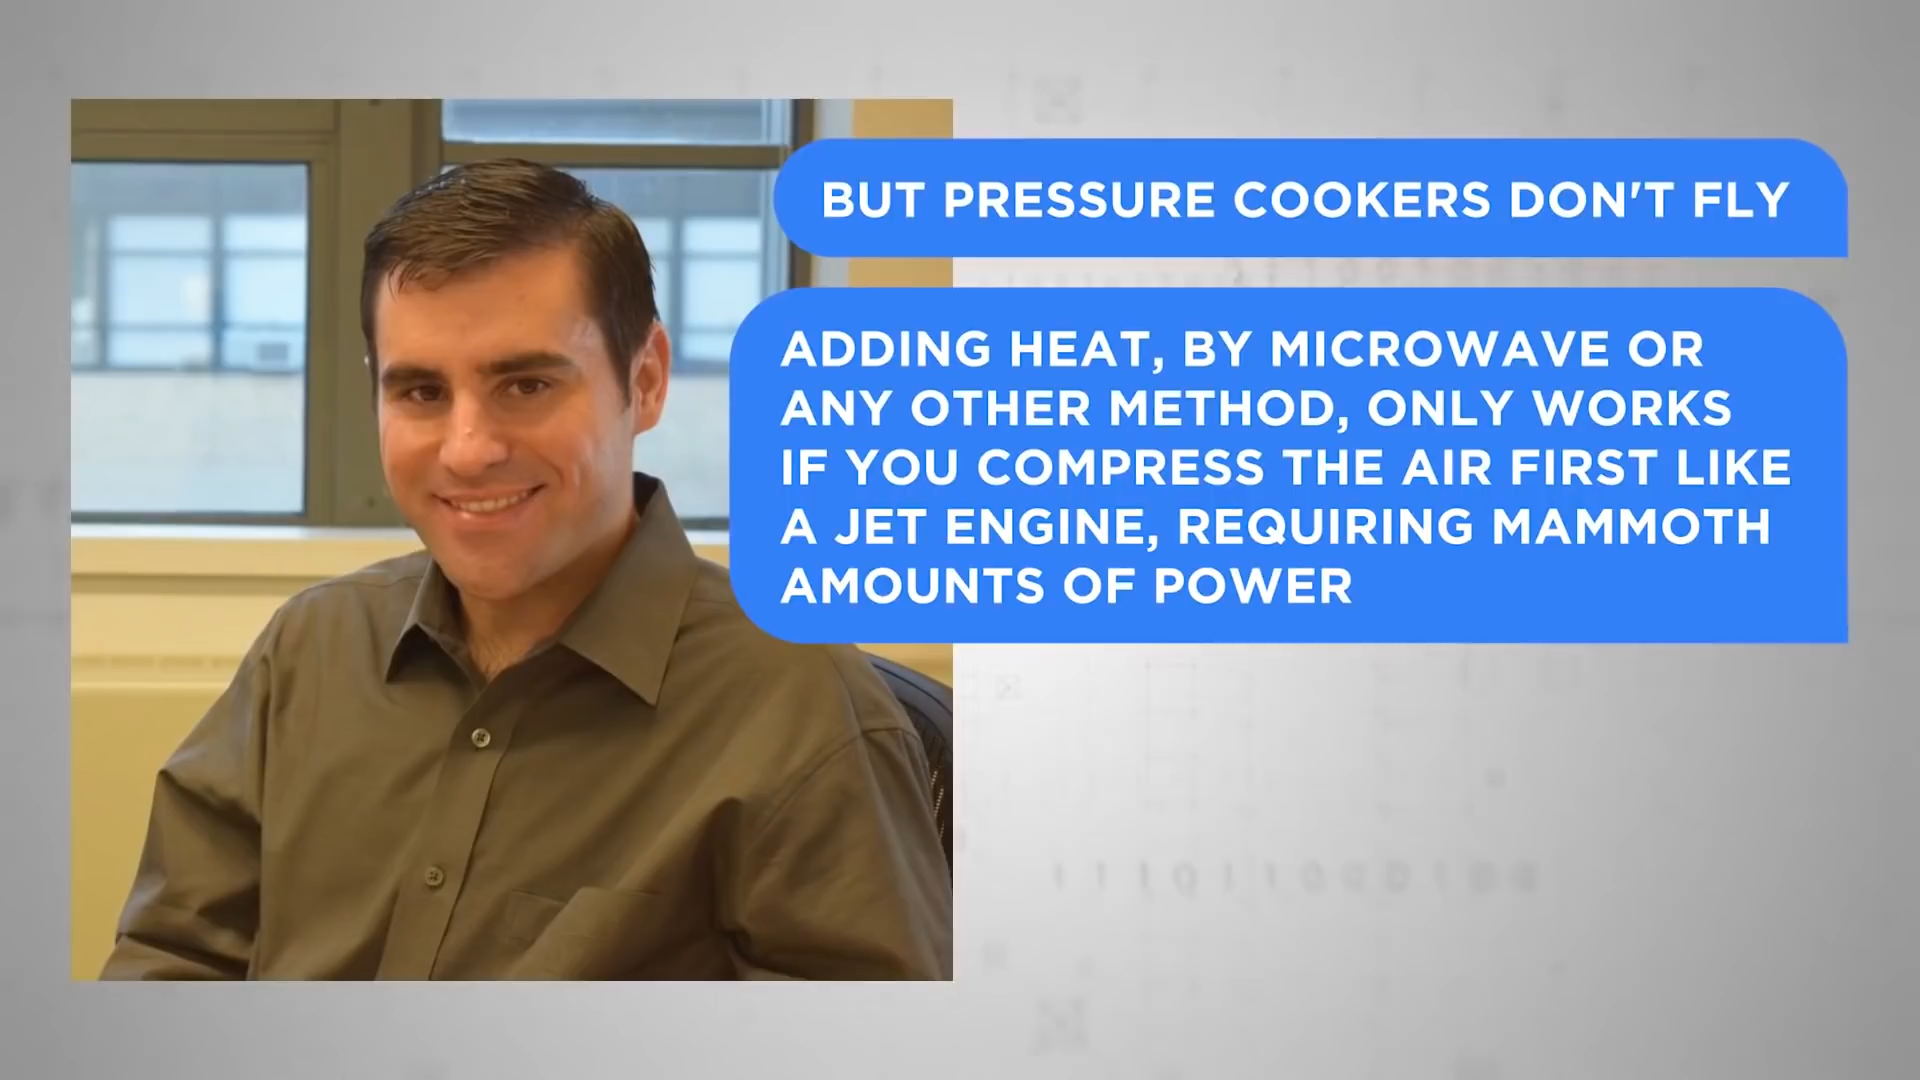 BUT PRESSURE COOKERS DON'T FLY
ADDING HEAT, BY MICROWAVE OR
ANY OTHER METHOD, ONLY WORKS
IF YOU COMPRESS THE AIR FIRST LIKE
A JET ENGINE, REQUIRING MAMMOTH
AMOUNTS OF POWER